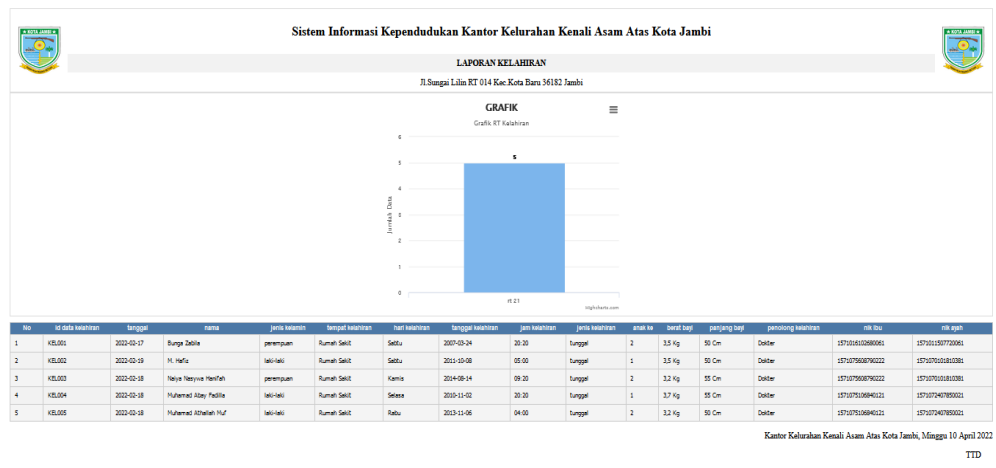 Sistem Informasi Kependudukan Kantor Kelurahan Kenali Asam Atas Kota Jambi
KOTA JAMBI
KOTA JAMBI
LAPORAN KELAHIRAN
Jl.Sungai Lilin RT 014 Kec.Kota Baru 36182 Jambi
GRAFIK
Grafik RT Kelahiran
Jumlah Data
6
5
4
3
2
1
0
5
rt 21
Highcharts.com
No id data kelahiran tanggal nama jenis kelamin tempat kelahiran hari kelahiran tanggal kelahiran jam kelahiran jenis kelahiran anak ke berat bayi panjang bayi penolong kelahiran nik ibu nik ayah
1 KEL001 2022-02-17 Bunga Zabila perempuan Rumah Sakit Sabtu 2007-03-24 20:20 tunggal 2 3,5 Kg 50 Cm Dokter 1571016102680061 1571011507720061
2 KEL002 2022-02-19 M. Hafiz laki-laki Rumah Sakit Sabtu 2011-10-08 05:00 tunggal 2 3,5 Kg 50 Cm Dokter 1571075608790222 1571070101810381
3 KEL003 2022-02-18 Naiya Nasywa Hanifah perempuan Rumah Sakit Kamis 2014-08-14 09:20 tunggal 2 3,2 Kg 55 Cm Dokter 1571075608790222 1571070101810381
4 KEL004 2022-02-18 Muhamad Abay Fadilla laki-laki Rumah Sakit Selasa 2010-11-02 20:20 tunggal 1 3,7 Kg 55 Cm Dokter 1571075106840121 1571072407850021
5 KEL005 2022-02-18 Muhamad Athallah Muf laki-laki Rumah Sakit Rabu 2013-11-06 04:00 tunggal 2 3,2 Kg 50 Cm Dokter 1571075106840121 1571072407850021
Kantor Kelurahan Kenali Asam Atas Kota Jambi, Minggu 10 April 2022
TTD